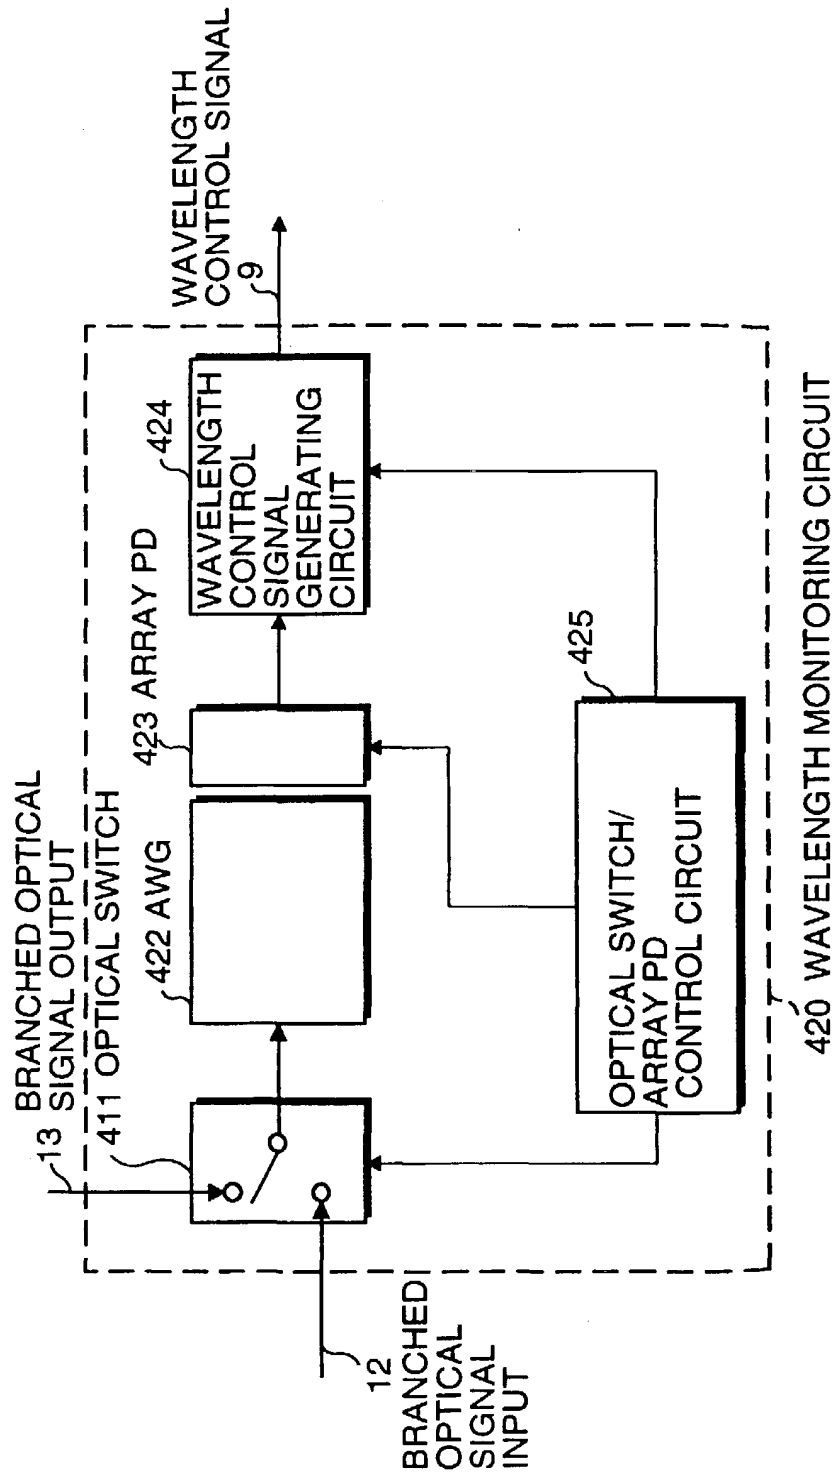 BRANCHED OPTICAL
SIGNAL OUTPUT
13
411 OPTICAL SWITCH
422 AWG
423 ARRAY PD
424
WAVELENGTH
CONTROL
SIGNAL
GENERATING
CIRCUIT
WAVELENGTH
CONTROL SIGNAL
9
12
BRANCHED
OPTICAL
SIGNAL
INPUT
425
OPTICAL SWITCH/
ARRAY PD
CONTROL CIRCUIT
420 WAVELENGTH MONITORING CIRCUIT